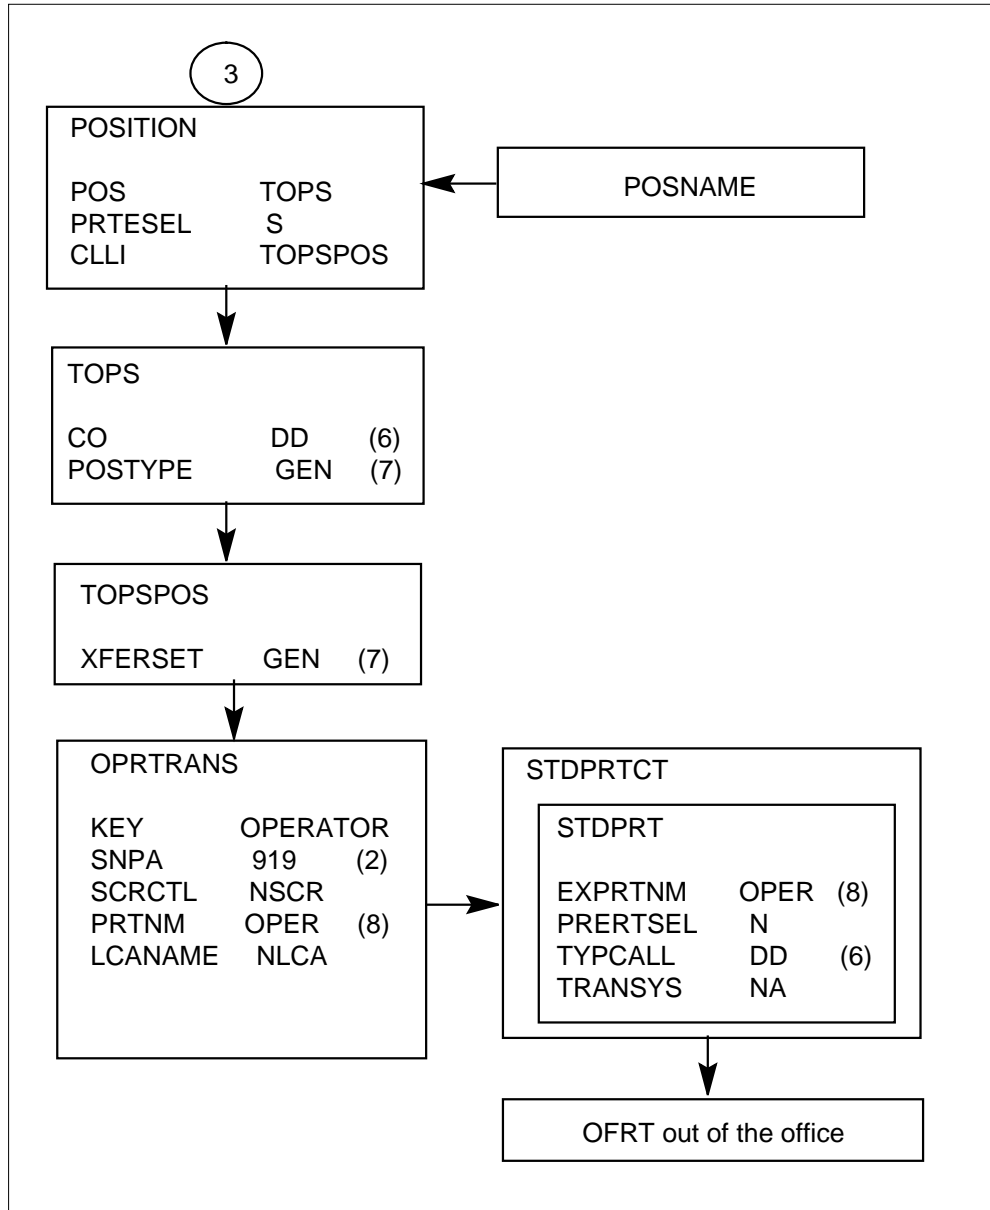 3
POSITION
POS TOPS
PRTESEL S
CLLI TOPSPOS
POSNAME
TOPS
CO DD (6)
POSTYPE GEN (7)
TOPSPOS
XFERSET GEN (7)
OPRTRANS
KEY OPERATOR
SNPA 919 (2)
SCRCTL NSCR
PRTNM OPER (8)
LCANAME NLCA
STDPRTCT
STDPRT
EXPRTNM OPER (8)
PRERTSEL N
TYPCALL DD (6)
TRANSYS NA
OFRT out of the office